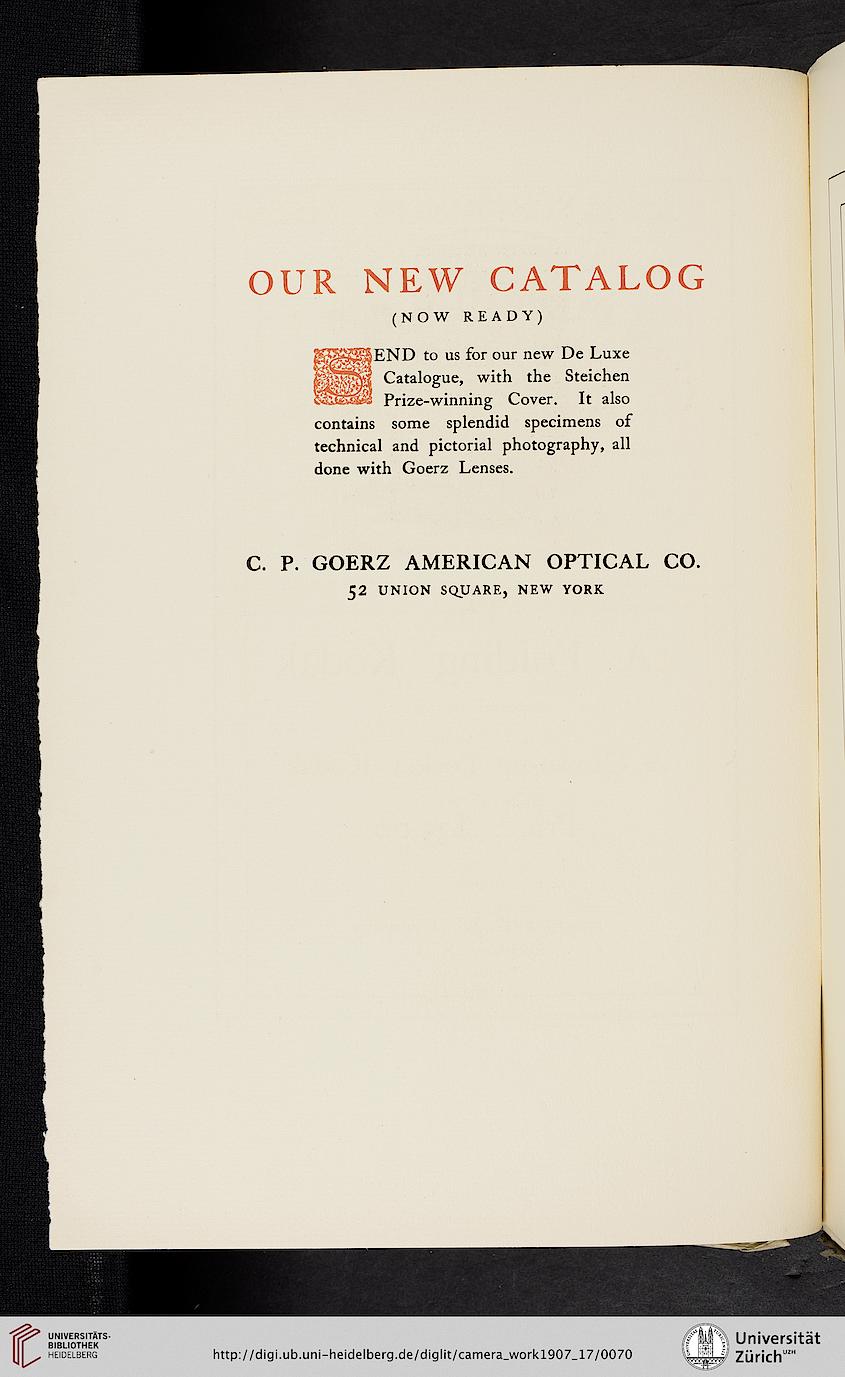 OUR NEW CATALOG
(NOW READY)
SEND to us for our new De Luxe
Catalogue, with the Steichen
Prize-winning Cover. It also
contains some splendid specimens of
technical and pictorial photography, all
done with Goerz Lenses.
C. P. GOERZ AMERICAN OPTICAL CO.
52 UNION SQUARE, NEW YORK
UNIVERSITÄTS-
BIBLIOTHEK
HEIDELBERG
http://digi.ub.uni-heidelberg.de/diglit/camera_work1907_17/0070
Universität
Zürich UZH